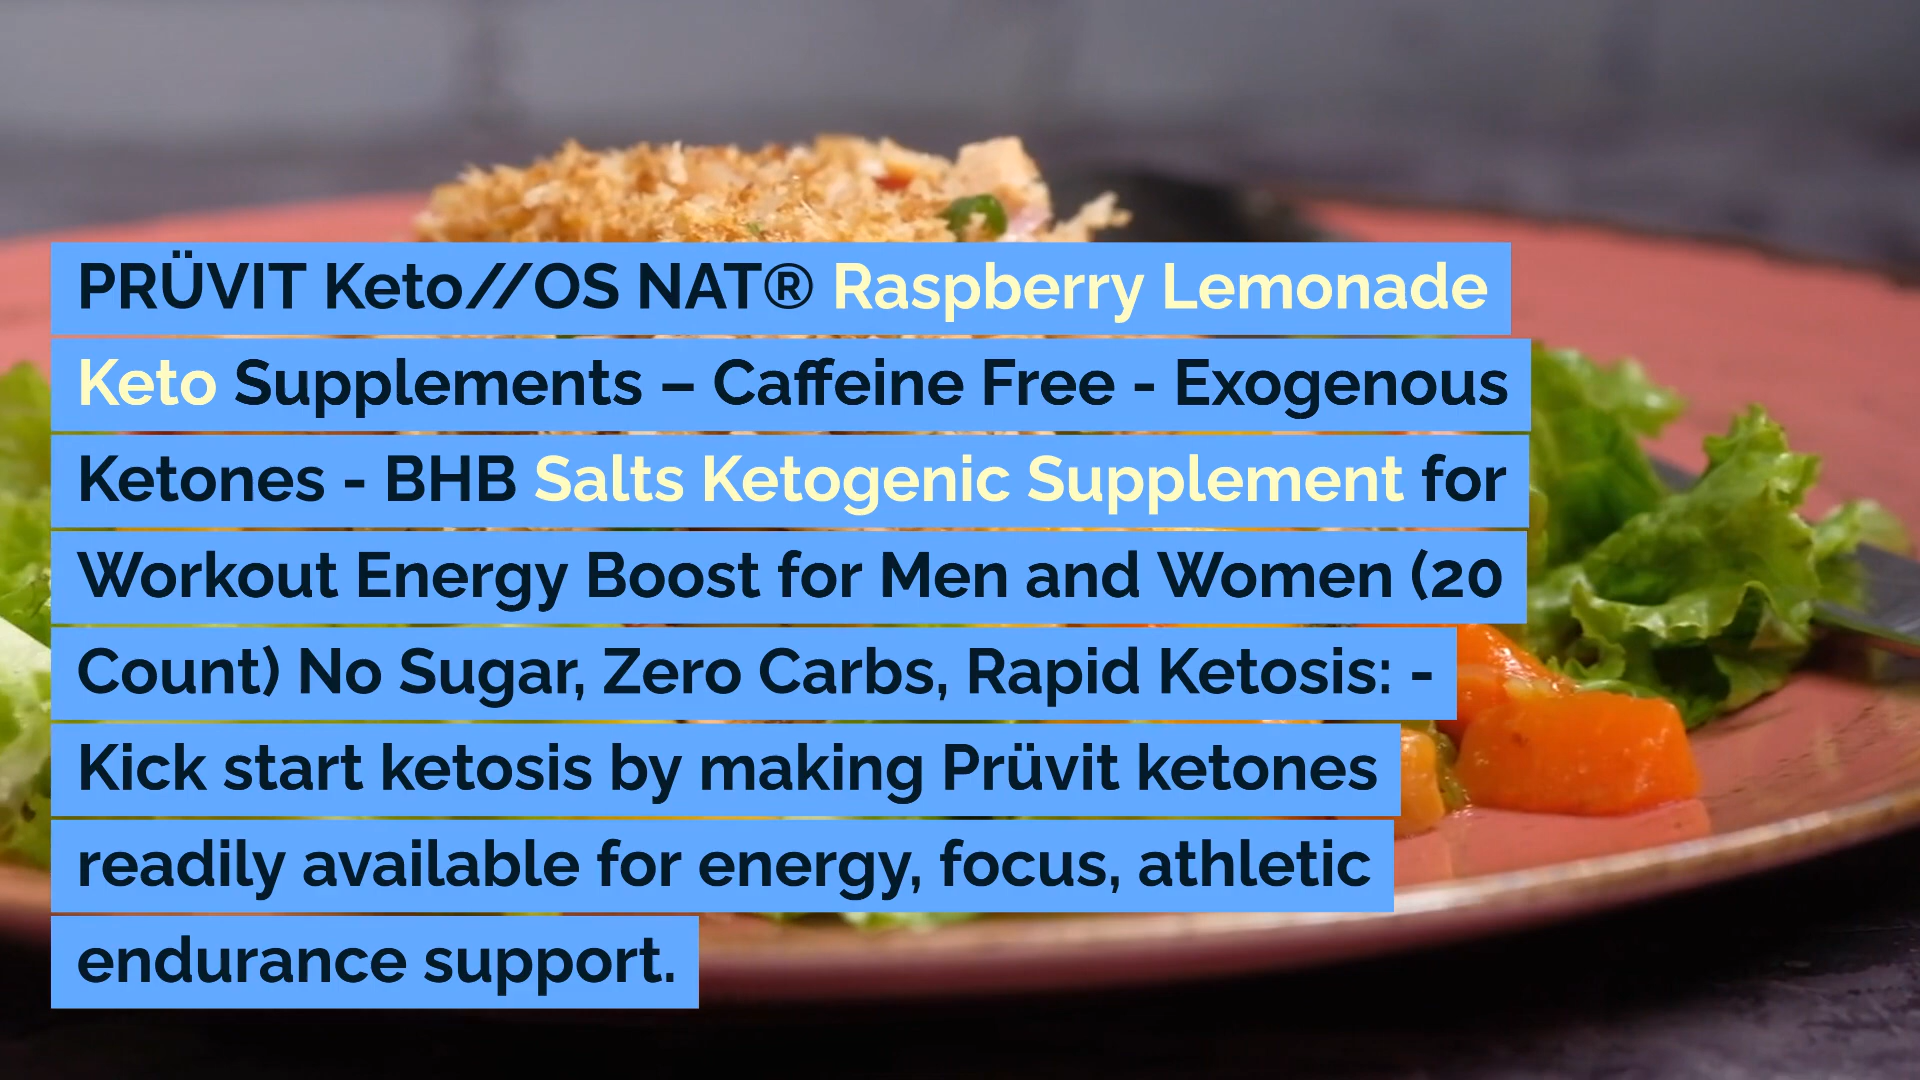 PRÜVIT Keto//OS NAT® Raspberry Lemonade
Keto Supplements – Caffeine Free - Exogenous
Ketones - BHB Salts Ketogenic Supplement for
Workout Energy Boost for Men and Women (20
Count) No Sugar, Zero Carbs, Rapid Ketosis: -
Kick start ketosis by making Prüvit ketones
readily available for energy, focus, athletic
endurance support.